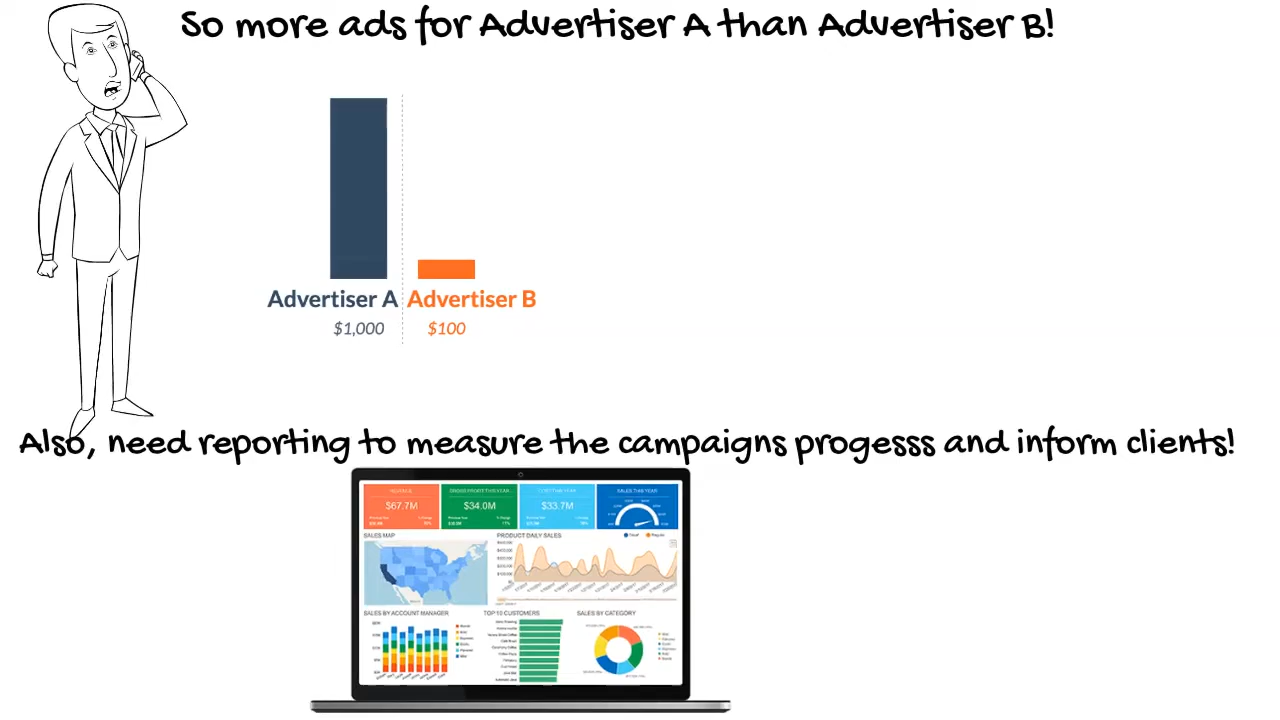 So more ads for Advertiser A than Advertiser B!
Advertiser A Advertiser B
$1,000 $100
Also, need reporting to measure the campaigns progesss and inform clients!
REVENUE SALES THIS YEAR
$67.7M $34.0M $33.7M
SALES MAP PRODUCT DAILY SALES
SALES BY ACCOUNT MANAGER TOP 10 CUSTOMERS SALES BY CATEGORY